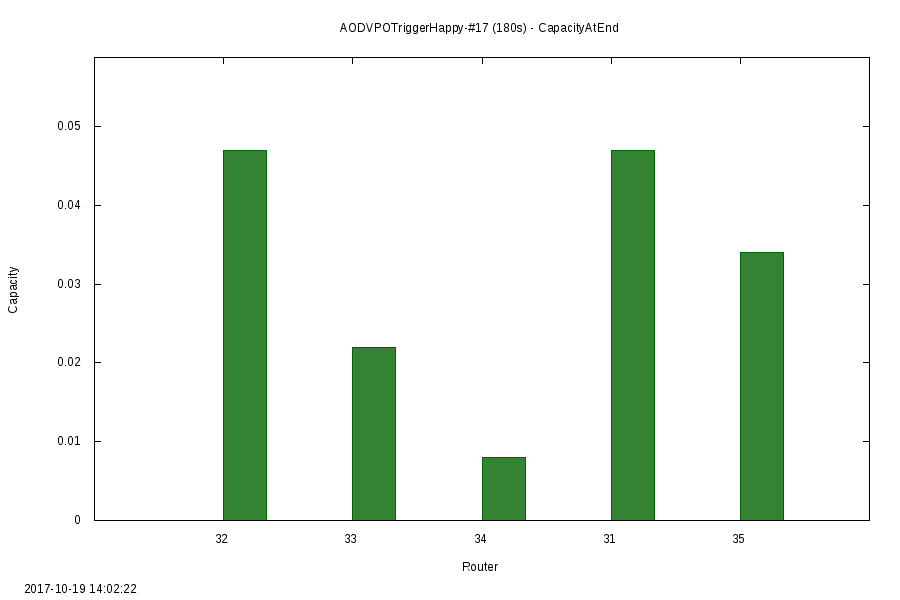 AODVPOTriggerHappy-#17 (180s) - CapacityAtEnd
0.05
0.04
0.03
0.02
0.01
0
Capacity
32 33 34 31 35
Router
2017-10-19 14:02:22